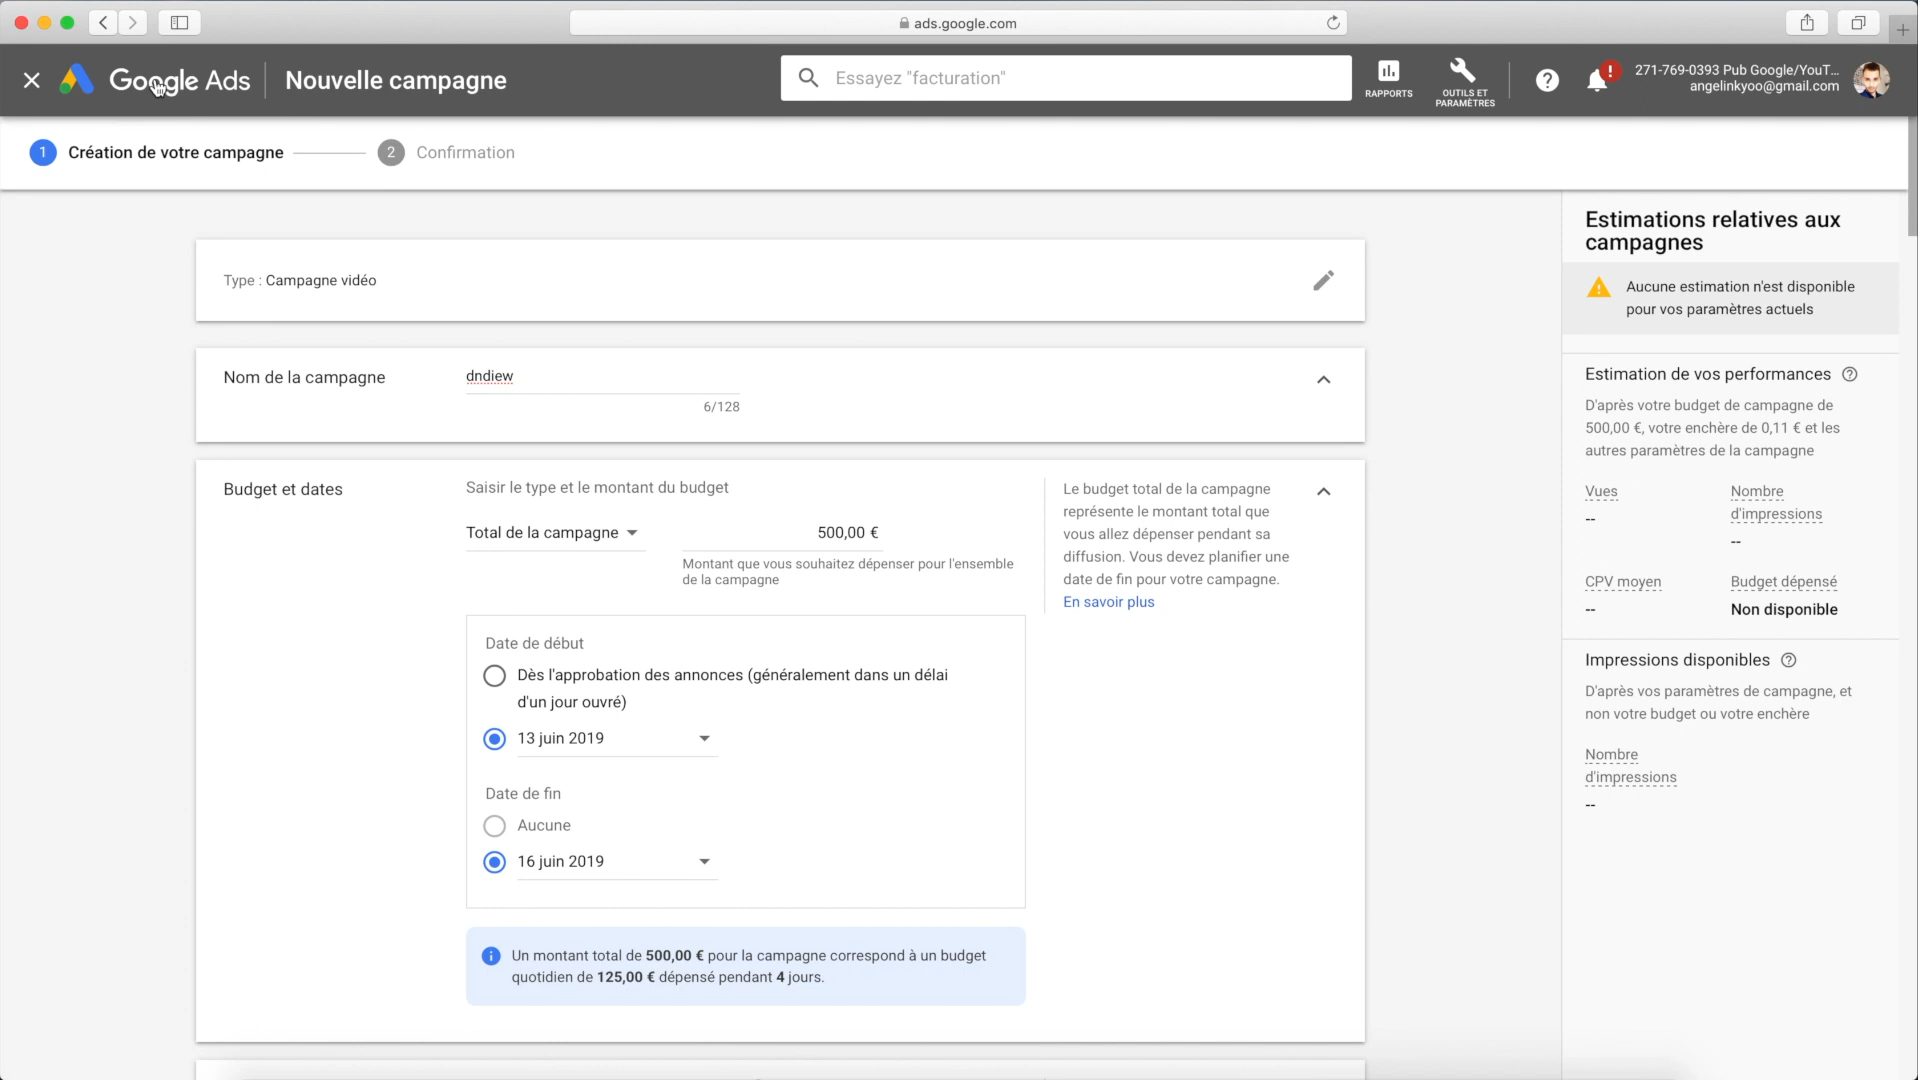 ads.google.com
Google Ads
Nouvelle campagne
Essayez "facturation"
RAPPORTS
OUTILS ET
PARAMÈTRES
271-769-0393 Pub Google/YouT...
angelinkyoo@gmail.com
1 Création de votre campagne
2 Confirmation
Type : Campagne vidéo
Nom de la campagne
dndiew
6/128
Budget et dates
Saisir le type et le montant du budget
Total de la campagne
500,00 €
Montant que vous souhaitez dépenser pour l'ensemble
de la campagne
Le budget total de la campagne
représente le montant total que
vous allez dépenser pendant sa
diffusion. Vous devez planifier une
date de fin pour votre campagne.
En savoir plus
Date de début
Dès l'approbation des annonces (généralement dans un délai
d'un jour ouvré)
13 juin 2019
Date de fin
Aucune
16 juin 2019
Un montant total de 500,00 € pour la campagne correspond à un budget
quotidien de 125,00 € dépensé pendant 4 jours.
Estimations relatives aux
campagnes
Aucune estimation n'est disponible
pour vos paramètres actuels
Estimation de vos performances
D'après votre budget de campagne de
500,00 €, votre enchère de 0,11 € et les
autres paramètres de la campagne
Vues
--
Nombre
d'impressions
--
CPV moyen
--
Budget dépensé
Non disponible
Impressions disponibles
D'après vos paramètres de campagne, et
non votre budget ou votre enchère
Nombre
d'impressions
--